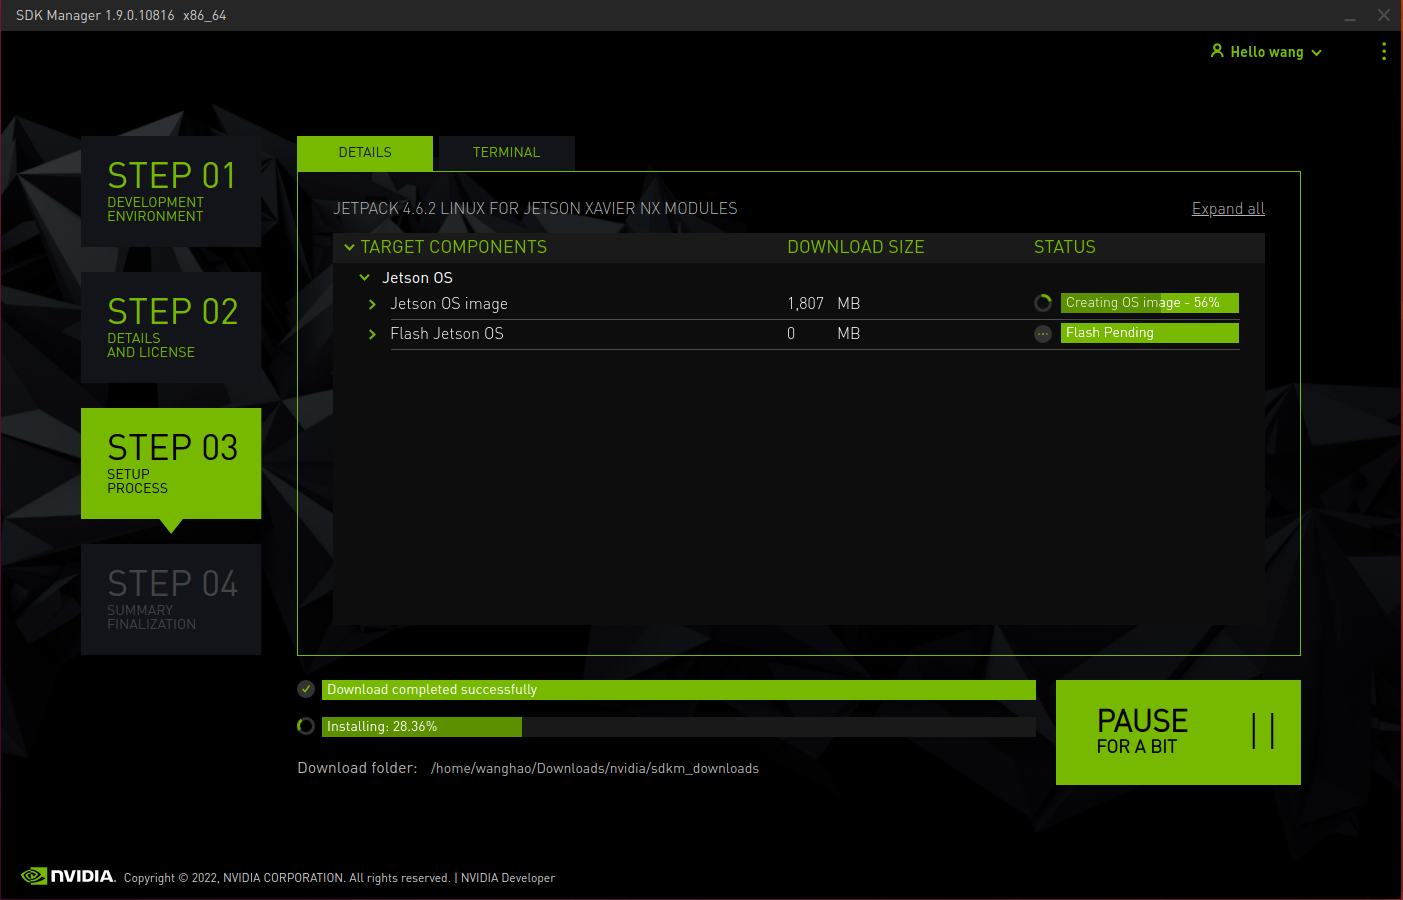 SDK Manager 1.9.0.10816 x86_64
Hello wang
STEP 01
DEVELOPMENT
ENVIRONMENT
STEP 02
DETAILS
AND LICENSE
STEP 03
SETUP
PROCESS
STEP 04
SUMMARY
FINALIZATION
DETAILS TERMINAL
JETPACK 4.6.2 LINUX FOR JETSON XAVIER NX MODULES Expand all
TARGET COMPONENTS DOWNLOAD SIZE STATUS
Jetson OS
Jetson OS image 1,807 MB Creating OS image - 56%
Flash Jetson OS 0 MB Flash Pending
Download completed successfully
Installing: 28.36%
Download folder: /home/wanghao/Downloads/nvidia/sdkm_downloads
PAUSE
FOR A BIT
NVIDIA. Copyright © 2022, NVIDIA CORPORATION. All rights reserved. | NVIDIA Developer